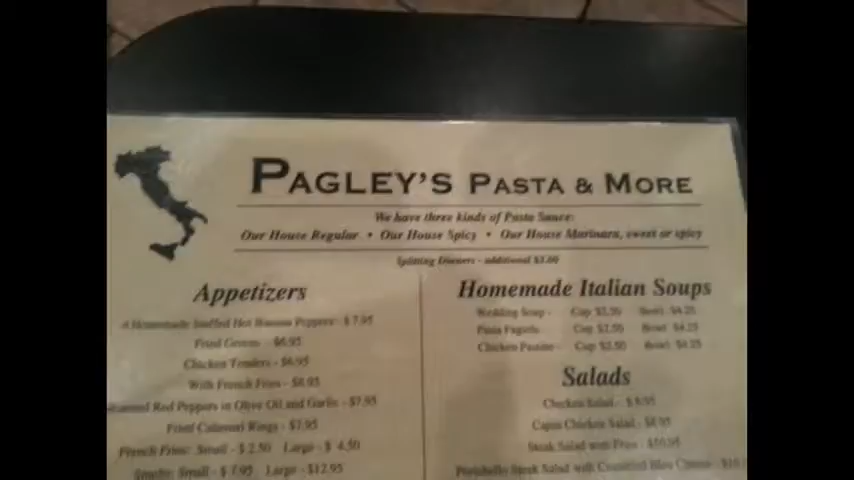 PAGLEY'S PASTA & MORE
We have three kinds of Pasta Sauce:
Our House Regular • Our House Spicy • Our House Marinara, sweet or spicy
Splitting Dinners - additional $3.00
Appetizers
4 Homemade Stuffed Hot Banana Peppers - $7.95
Fried Greens - $6.95
Chicken Tenders - $6.95
With French Fries - $8.95
Roasted Red Peppers in Olive Oil and Garlic - $7.95
Fried Calamari Rings - $7.95
French Fries: Small - $2.50 Large - $ 4.50
Small - $ 7.95 Large - $12.95
Homemade Italian Soups
Wedding Soup - Cup $2.50 Bowl $4.25
Pasta Fagiole Cup $2.50 Bowl $4.25
Chicken Pastine - Cup $2.50 Bowl $4.25
Salads
Chicken Salad - $ 8.95
Cajun Chicken Salad - $8.95
Steak Salad with Fries - $10.95
Portobello Steak Salad with Crumbled Bleu Cheese